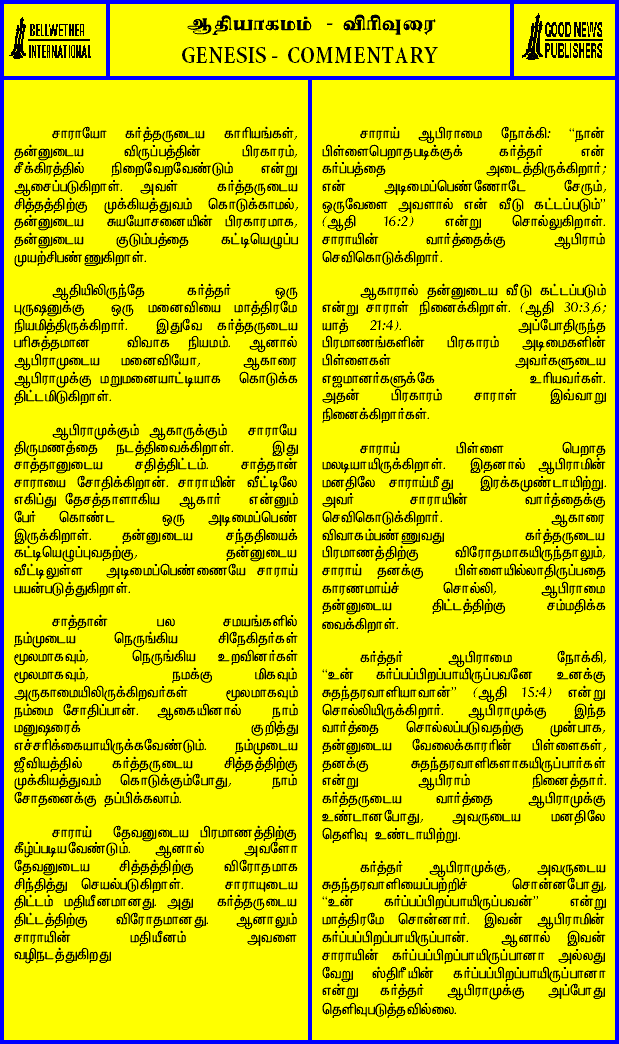 BELLWETHER
INTERNATIONAL
ஆதியாகமம் - விரிவுரை
GENESIS - COMMENTARY
GOOD NEWS
PUBLISHERS
சாராயோ கர்த்தருடைய காரியங்கள்,
தன்னுடைய விருப்பத்தின் பிரகாரம்,
சீக்கிரத்தில் நிறைவேறவேண்டும் என்று
ஆசைப்படுகிறாள். அவள் கர்த்தருடைய
சித்தத்திற்கு முக்கியத்துவம் கொடுக்காமல்,
தன்னுடைய சுயயோசனையின் பிரகாரமாக,
தன்னுடைய குடும்பத்தை கட்டியெழுப்ப
முயற்சிபண்ணுகிறாள்.
ஆதியிலிருந்தே கர்த்தர் ஒரு
புருஷனுக்கு ஒரு மனைவியை மாத்திரமே
நியமித்திருக்கிறார். இதுவே கர்த்தருடைய
பரிசுத்தமான விவாக நியமம். ஆனால்
ஆபிராமுடைய மனைவியோ, ஆகாரை
ஆபிராமுக்கு மறுமனையாட்டியாக கொடுக்க
திட்டமிடுகிறாள்.
ஆபிராமுக்கும் ஆகாருக்கும் சாராயே
திருமணத்தை நடத்திவைக்கிறாள். இது
சாத்தானுடைய சதித்திட்டம். சாத்தான்
சாராயை சோதிக்கிறான். சாராயின் வீட்டிலே
எகிப்து தேசத்தாளாகிய ஆகார் என்னும்
பேர் கொண்ட ஒரு அடிமைப்பெண்
இருக்கிறாள். தன்னுடைய சந்ததியைக்
கட்டியெழுப்புவதற்கு, தன்னுடைய
வீட்டிலுள்ள அடிமைப்பெண்ணையே சாராய்
பயன்படுத்துகிறாள்.
சாத்தான் பல சமயங்களில்
நம்முடைய நெருங்கிய சிநேகிதர்கள்
மூலமாகவும், நெருங்கிய உறவினர்கள்
மூலமாகவும், நமக்கு மிகவும்
அருகாமையிலிருக்கிறவர்கள் மூலமாகவும்
நம்மை சோதிப்பான். ஆகையினால் நாம்
மனுஷரைக் குறித்து
எச்சரிக்கையாயிருக்கவேண்டும். நம்முடைய
ஜீவியத்தில் கர்த்தருடைய சித்தத்திற்கு
முக்கியத்துவம் கொடுக்கும்போது, நாம்
சோதனைக்கு தப்பிக்கலாம்.
சாராய் தேவனுடைய பிரமாணத்திற்கு
கீழ்ப்படியவேண்டும். ஆனால் அவளோ
தேவனுடைய சித்தத்திற்கு விரோதமாக
சிந்தித்து செயல்படுகிறாள். சாராயுடைய
திட்டம் மதியீனமானது. அது கர்த்தருடைய
திட்டத்திற்கு விரோதமானது. ஆனாலும்
சாராயின் மதியீனம் அவளை
வழிநடத்துகிறது
சாராய் ஆபிராமை நோக்கி: “நான்
பிள்ளைபெறாதபடிக்குக் கர்த்தர் என்
கர்ப்பத்தை அடைத்திருக்கிறார்;
என் அடிமைப்பெண்ணோடே சேரும்,
ஒருவேளை அவளால் என் வீடு கட்டப்படும்”
(ஆதி 16:2) என்று சொல்லுகிறாள்.
சாராயின் வார்த்தைக்கு ஆபிராம்
செவிகொடுக்கிறார்.
ஆகாரால் தன்னுடைய வீடு கட்டப்படும்
என்று சாராள் நினைக்கிறாள். (ஆதி 30:3,6;
யாத் 21:4). அப்போதிருந்த
பிரமாணங்களின் பிரகாரம் அடிமைகளின்
பிள்ளைகள் அவர்களுடைய
எஜமானர்களுக்கே உரியவர்கள்.
அதன் பிரகாரம் சாராள் இவ்வாறு
நினைக்கிறார்கள்.
சாராய் பிள்ளை பெறாத
மலடியாயிருக்கிறாள். இதனால் ஆபிராமின்
மனதிலே சாராய்மீது இரக்கமுண்டாயிற்று.
அவர் சாராயின் வார்த்தைக்கு
செவிகொடுக்கிறார். ஆகாரை
விவாகம்பண்ணுவது கர்த்தருடைய
பிரமாணத்திற்கு விரோதமாகயிருந்தாலும்,
சாராய் தனக்கு பிள்ளையில்லாதிருப்பதை
காரணமாய்ச் சொல்லி, ஆபிராமை
தன்னுடைய திட்டத்திற்கு சம்மதிக்க
வைக்கிறாள்.
கர்த்தர் ஆபிராமை நோக்கி,
“உன் கர்ப்பப்பிறப்பாயிருப்பவனே உனக்கு
சுதந்தரவாளியாவான்” (ஆதி 15:4) என்று
சொல்லியிருக்கிறார். ஆபிராமுக்கு இந்த
வார்த்தை சொல்லப்படுவதற்கு முன்பாக,
தன்னுடைய வேலைக்காரரின் பிள்ளைகள்,
தனக்கு சுதந்தரவாளிகளாகயிருப்பார்கள்
என்று ஆபிராம் நினைத்தார்.
கர்த்தருடைய வார்த்தை ஆபிராமுக்கு
உண்டானபோது, அவருடைய மனதிலே
தெளிவு உண்டாயிற்று.
கர்த்தர் ஆபிராமுக்கு, அவருடைய
சுதந்தரவாளியைப்பற்றிச் சொன்னபோது,
“உன் கர்ப்பப்பிறப்பாயிருப்பவன்” என்று
மாத்திரமே சொன்னார். இவன் ஆபிராமின்
கர்ப்பப்பிறப்பாயிருப்பான். ஆனால் இவன்
சாராயின் கர்ப்பப்பிறப்பாயிருப்பானா அல்லது
வேறு ஸ்திரீயின் கர்ப்பப்பிறப்பாயிருப்பானா
என்று கர்த்தர் ஆபிராமுக்கு அப்போது
தெளிவுபடுத்தவில்லை.